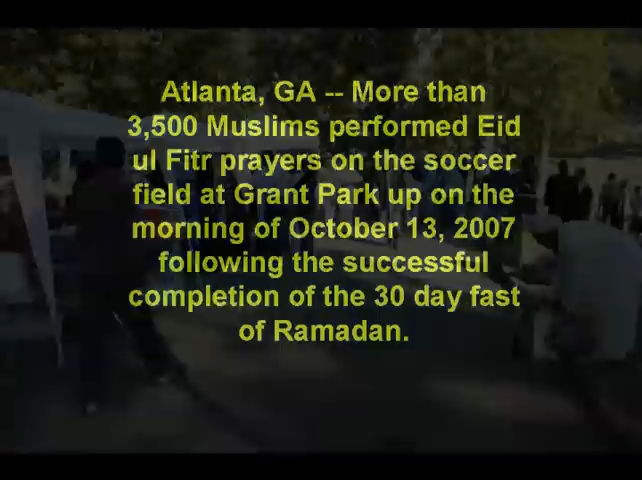 Atlanta, GA -- More than
3,500 Muslims performed Eid
ul Fitr prayers on the soccer
field at Grant Park up on the
morning of October 13, 2007
following the successful
completion of the 30 day fast
of Ramadan.